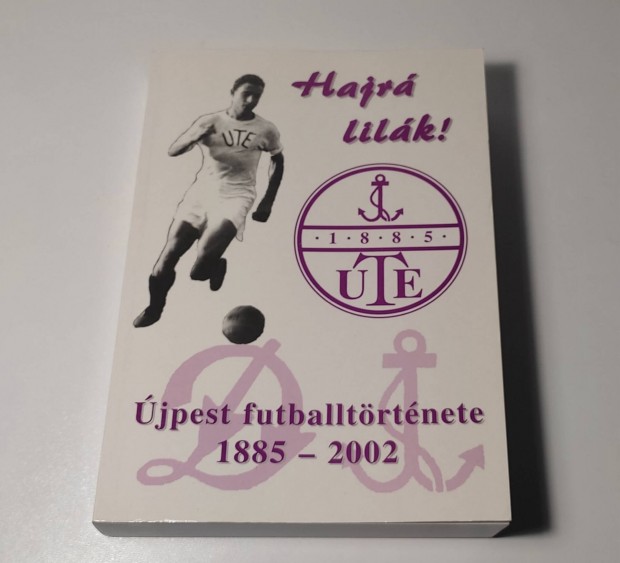 Hajrá
lilák!
UTE
·1·8·8·5·
ÚTE
Újpest futballtörténete
1885 – 2002